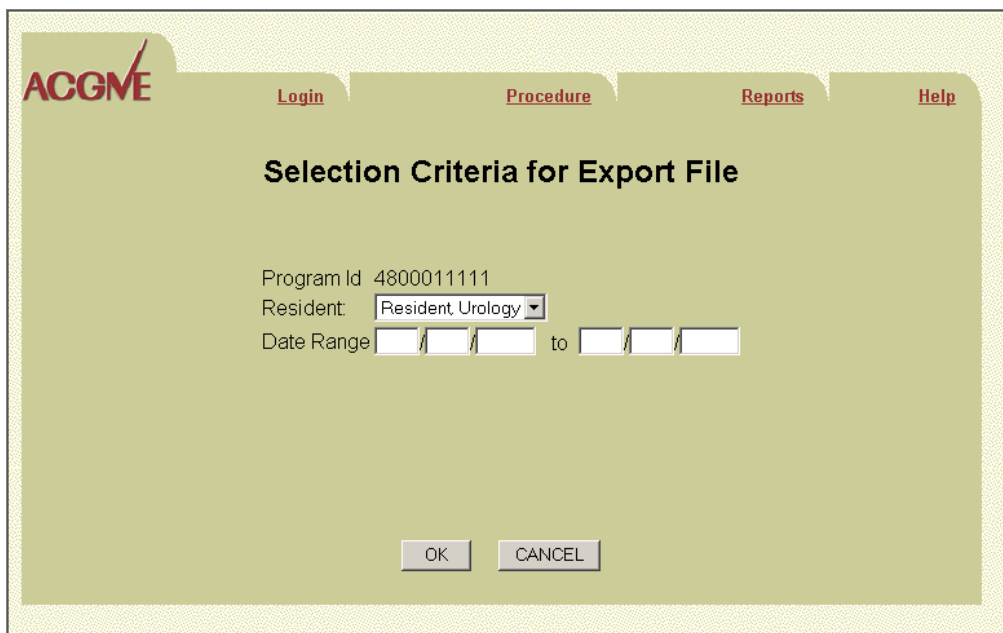 ACGME
Login Procedure Reports Help
Selection Criteria for Export File
Program Id 4800011111
Resident: Resident, Urology
Date Range / / to / /
OK CANCEL